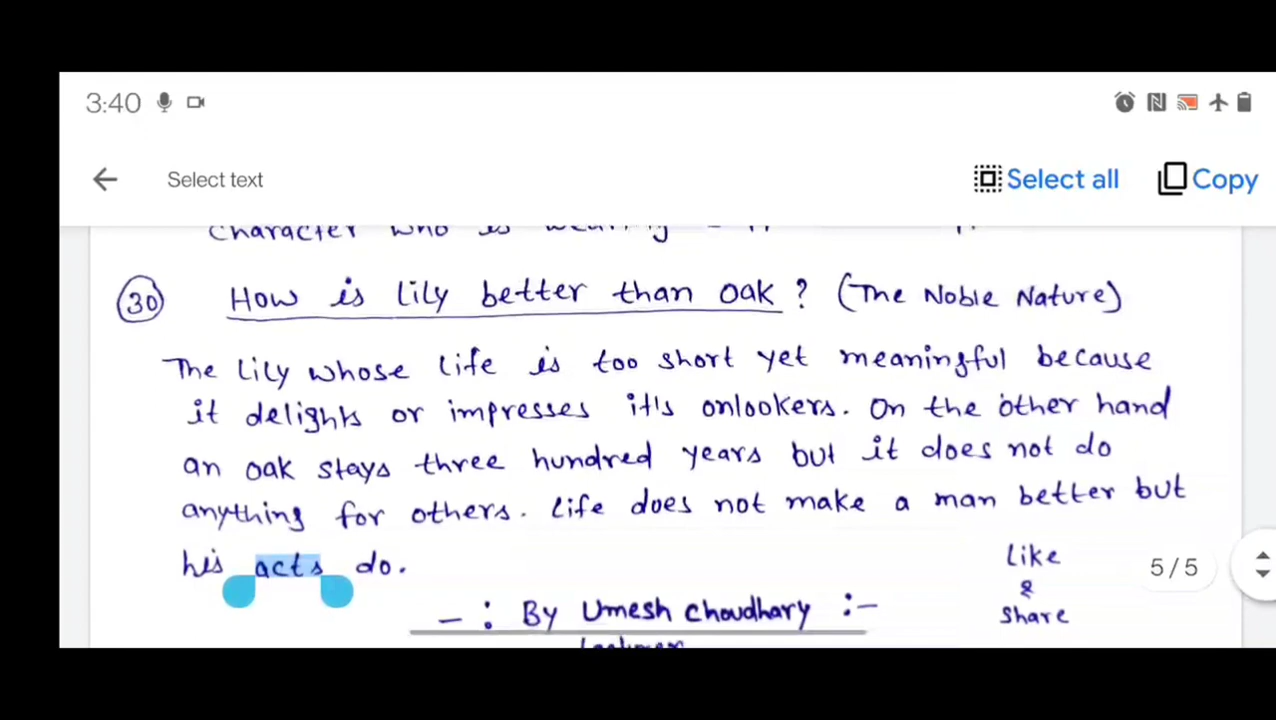 3:40
Select text
Select all
Copy
Character who is
30 How is lily better than oak ? (The Noble Nature)
The Lily whose life is too short yet meaningful because
it delights or impresses it's onlookers. On the other hand
an oak stays three hundred years but it does not do
anything for others. Life does not make a man better but
his acts do.
Like
&
Share
5/5
- : By Umesh Choudhary :-